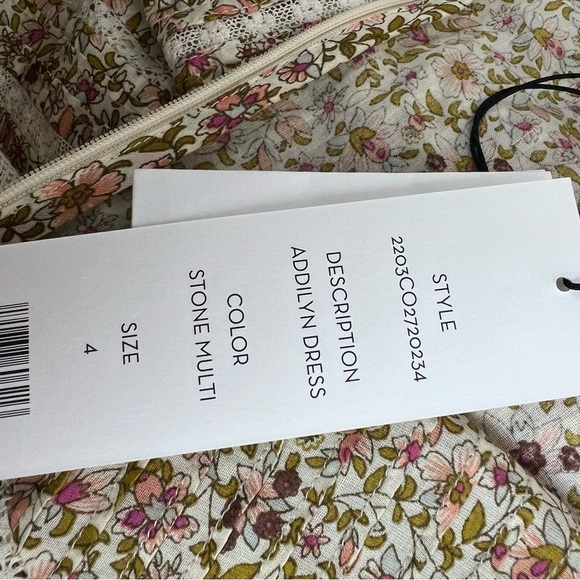 STYLE
2203CO2720234
DESCRIPTION
ADDILYN DRESS
COLOR
STONE MULTI
SIZE
4